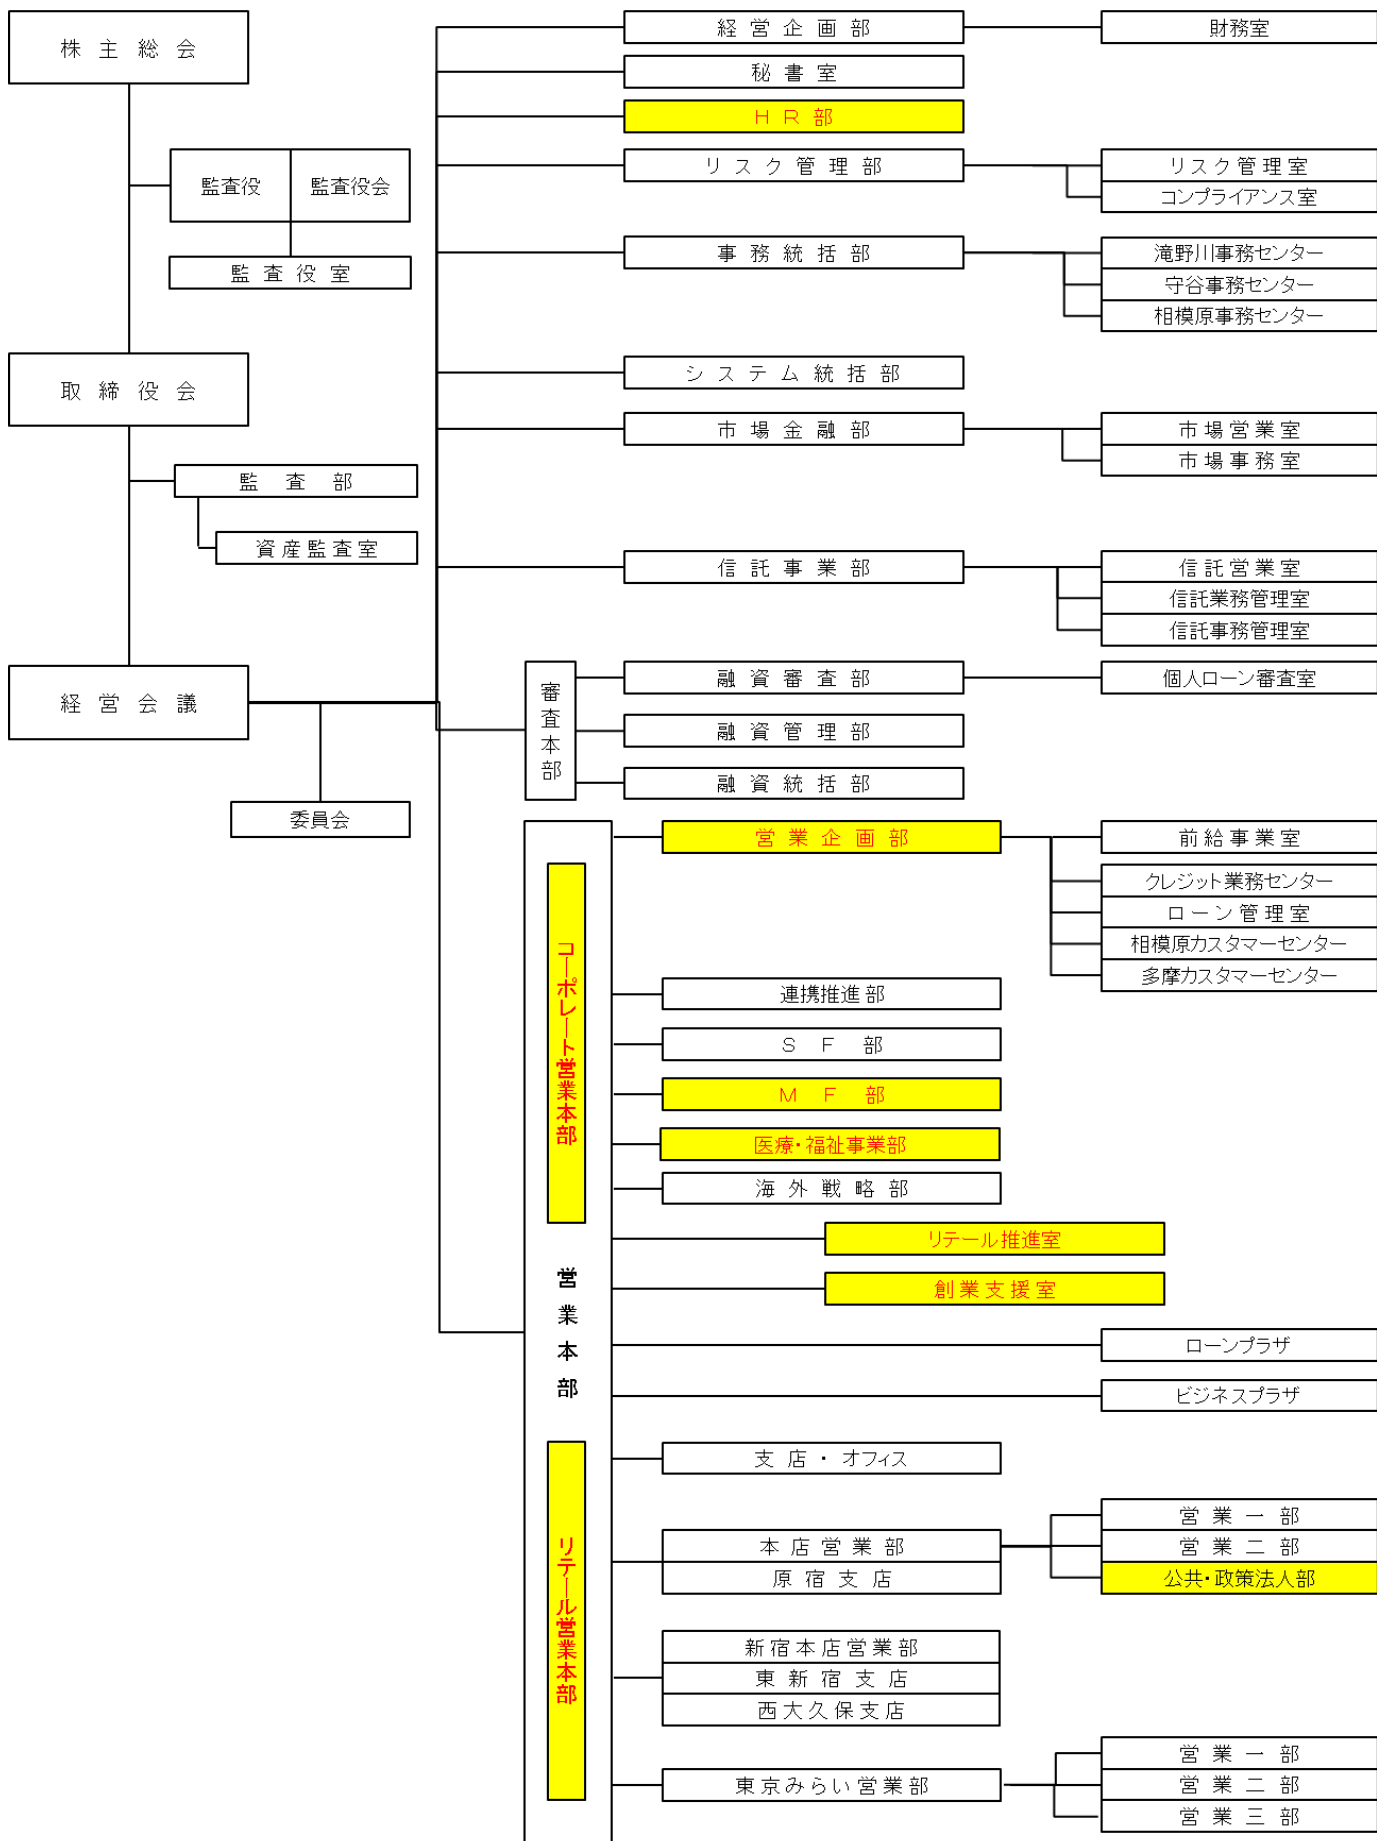 株主総会
監査役
監査役会
監査役室
取締役会
監査部
資産監査室
経営会議
委員会
経営企画部
財務室
秘書室
ＨＲ部
リスク管理部
リスク管理室
コンプライアンス室
事務統括部
滝野川事務センター
守谷事務センター
相模原事務センター
システム統括部
市場金融部
市場営業室
市場事務室
信託事業部
信託営業室
信託業務管理室
信託事務管理室
審査本部
融資審査部
個人ローン審査室
融資管理部
融資統括部
営業本部
コーポレート営業本部
リテール営業本部
営業企画部
前給事業室
クレジット業務センター
ローン管理室
相模原カスタマーセンター
多摩カスタマーセンター
連携推進部
ＳＦ部
ＭＦ部
医療・福祉事業部
海外戦略部
リテール推進室
創業支援室
ローンプラザ
ビジネスプラザ
支店・オフィス
本店営業部
原宿支店
営業一部
営業二部
公共・政策法人部
新宿本店営業部
東新宿支店
西大久保支店
東京みらい営業部
営業一部
営業二部
営業三部